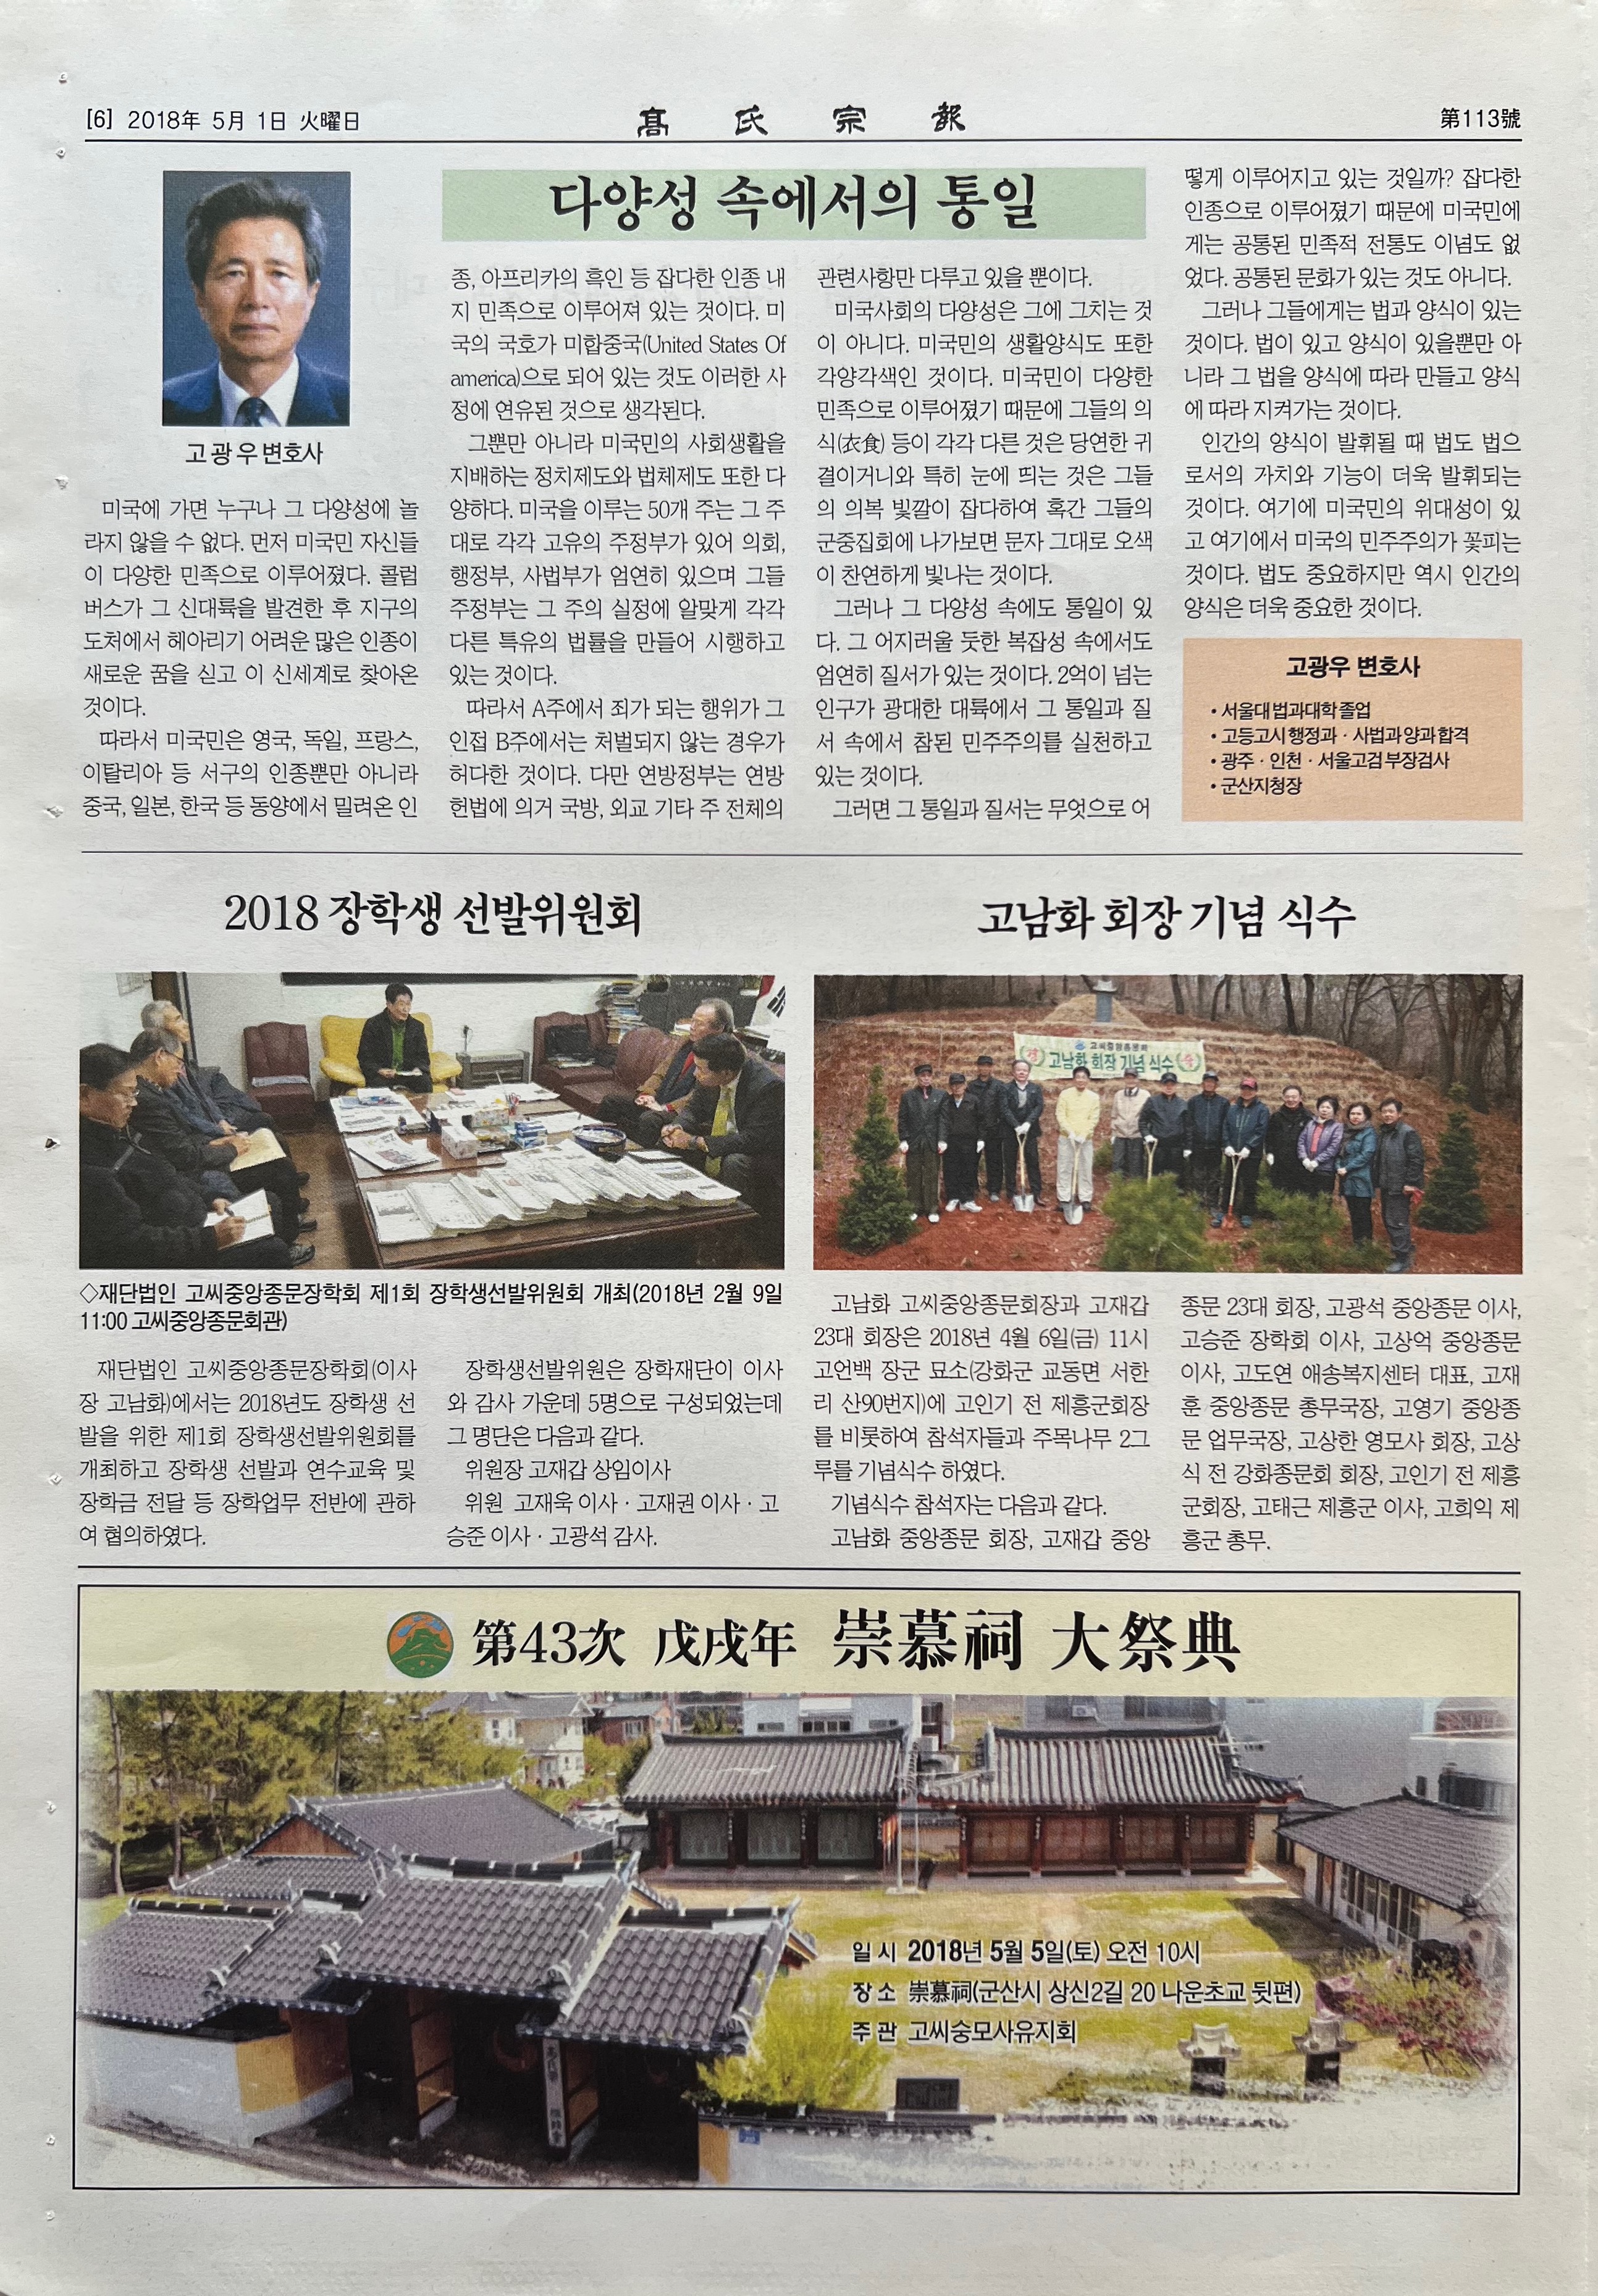 [6] 2018年 5月 1日 火曜日
髙 氏 宗 報
第113號
다양성 속에서의 통일
고 광 우 변호사
미국에 가면 누구나 그 다양성에 놀
라지 않을 수 없다. 먼저 미국민 자신들
이 다양한 민족으로 이루어졌다. 콜럼
버스가 그 신대륙을 발견한 후 지구의
도처에서 헤아리기 어려운 많은 인종이
새로운 꿈을 싣고 이 신세계로 찾아온
것이다.
따라서 미국민은 영국, 독일, 프랑스,
이탈리아 등 서구의 인종뿐만 아니라
중국, 일본, 한국 등 동양에서 밀려온 인
종, 아프리카의 흑인 등 잡다한 인종 내
지 민족으로 이루어져 있는 것이다. 미
국의 국호가 미합중국(United States Of
america)으로 되어 있는 것도 이러한 사
정에 연유된 것으로 생각된다.
그뿐만 아니라 미국민의 사회생활을
지배하는 정치제도와 법체제도 또한 다
양하다. 미국을 이루는 50개 주는 그 주
대로 각각 고유의 주정부가 있어 의회,
행정부, 사법부가 엄연히 있으며 그들
주정부는 그 주의 실정에 알맞게 각각
다른 특유의 법률을 만들어 시행하고
있는 것이다.
따라서 A주에서 죄가 되는 행위가 그
인접 B주에서는 처벌되지 않는 경우가
허다한 것이다. 다만 연방정부는 연방
헌법에 의거 국방, 외교 기타 주 전체의
관련사항만 다루고 있을 뿐이다.
미국사회의 다양성은 그에 그치는 것
이 아니다. 미국민의 생활양식도 또한
각양각색인 것이다. 미국민이 다양한
민족으로 이루어졌기 때문에 그들의 의
식(衣食) 등이 각각 다른 것은 당연한 귀
결이거니와 특히 눈에 띄는 것은 그들
의 의복 빛깔이 잡다하여 혹간 그들의
군중집회에 나가보면 문자 그대로 오색
이 찬연하게 빛나는 것이다.
그러나 그 다양성 속에도 통일이 있
다. 그 어지러울 듯한 복잡성 속에서도
엄연히 질서가 있는 것이다. 2억이 넘는
인구가 광대한 대륙에서 그 통일과 질
서 속에서 참된 민주주의를 실천하고
있는 것이다.
그러면 그 통일과 질서는 무엇으로 어
떻게 이루어지고 있는 것일까? 잡다한
인종으로 이루어졌기 때문에 미국민에
게는 공통된 민족적 전통도 이념도 없
었다. 공통된 문화가 있는 것도 아니다.
그러나 그들에게는 법과 양식이 있는
것이다. 법이 있고 양식이 있을뿐만 아
니라 그 법을 양식에 따라 만들고 양식
에 따라 지켜가는 것이다.
인간의 양식이 발휘될 때 법도 법으
로서의 가치와 기능이 더욱 발휘되는
것이다. 여기에 미국민의 위대성이 있
고 여기에서 미국의 민주주의가 꽃피는
것이다. 법도 중요하지만 역시 인간의
양식은 더욱 중요한 것이다.
고광우 변호사
• 서울대 법과대학 졸업
• 고등고시 행정과 · 사법과 양과 합격
• 광주 · 인천 · 서울고검 부장검사
• 군산지청장
2018 장학생 선발위원회
◇재단법인 고씨중앙종문장학회 제1회 장학생선발위원회 개최(2018년 2월 9일
11:00 고씨중앙종문회관)
재단법인 고씨중앙종문장학회(이사
장 고남화)에서는 2018년도 장학생 선
발을 위한 제1회 장학생선발위원회를
개최하고 장학생 선발과 연수교육 및
장학금 전달 등 장학업무 전반에 관하
여 협의하였다.
장학생선발위원은 장학재단이 이사
와 감사 가운데 5명으로 구성되었는데
그 명단은 다음과 같다.
위원장 고재갑 상임이사
위원 고재욱 이사 · 고재권 이사 · 고
승준 이사 · 고광석 감사.
고남화 회장 기념 식수
고씨중앙종문회
고남화 회장 기념 식수
고남화 고씨중앙종문회장과 고재갑
23대 회장은 2018년 4월 6일(금) 11시
고언백 장군 묘소(강화군 교동면 서한
리 산90번지)에 고인기 전 제흥군회장
를 비롯하여 참석자들과 주목나무 2그
루를 기념식수 하였다.
기념식수 참석자는 다음과 같다.
고남화 중앙종문 회장, 고재갑 중앙
종문 23대 회장, 고광석 중앙종문 이사,
고승준 장학회 이사, 고상억 중앙종문
이사, 고도연 애송복지센터 대표, 고재
훈 중앙종문 총무국장, 고영기 중앙종
문 업무국장, 고상한 영모사 회장, 고상
식 전 강화종문회 회장, 고인기 전 제흥
군회장, 고태근 제흥군 이사, 고희익 제
흥군 총무.
第43次 戊戌年 崇慕祠 大祭典
일 시 2018년 5월 5일(토) 오전 10시
장 소 崇慕祠(군산시 상신2길 20 나운초교 뒷편)
주 관 고씨숭모사유지회